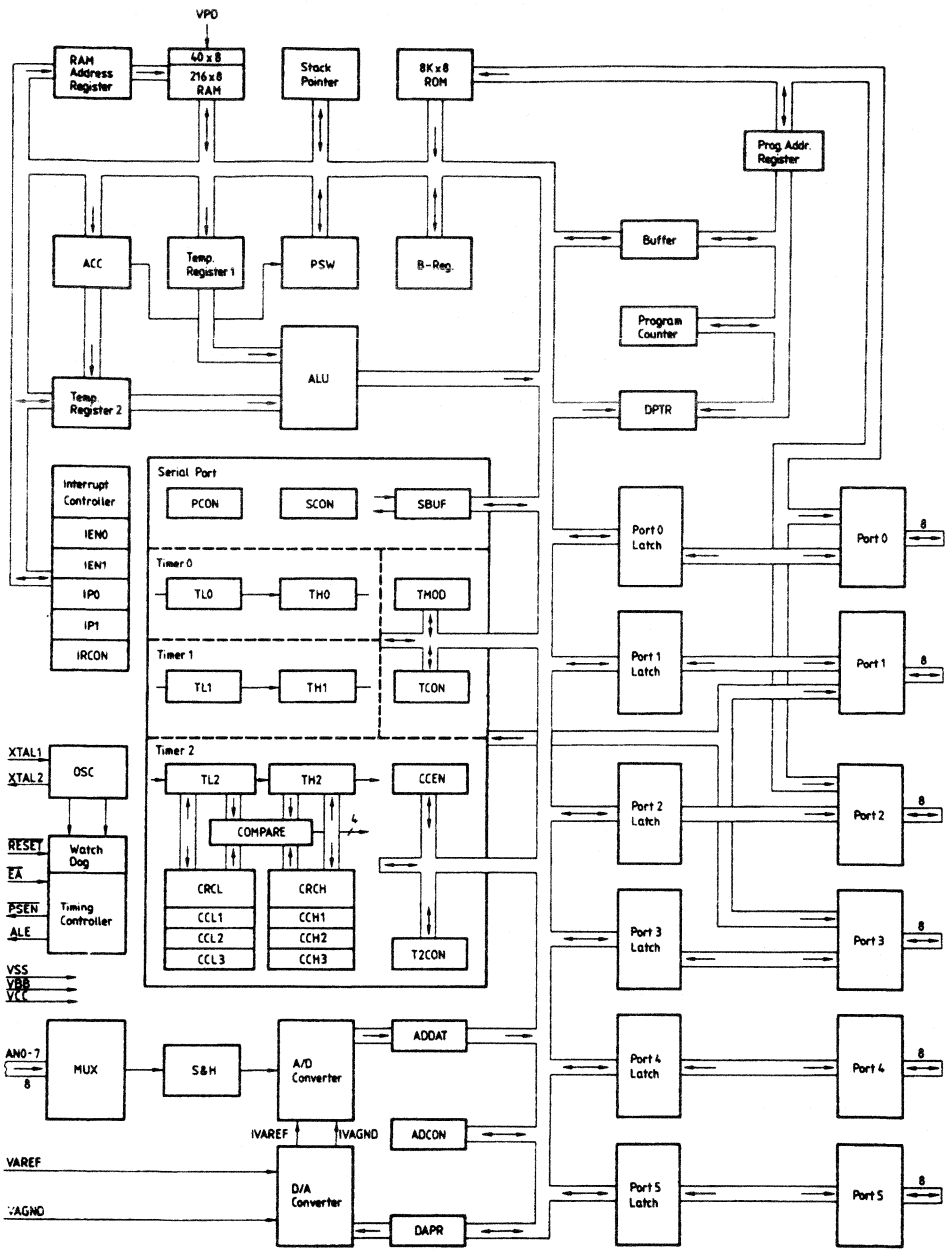 VPD
RAM
Address
Register
40 x 8
216 x 8
RAM
Stack
Pointer
8K x 8
ROM
Prog. Addr.
Register
ACC
Temp.
Register 1
PSW
B-Reg.
Buffer
Program
Counter
ALU
Temp.
Register 2
DPTR
Interrupt
Controller
IEN0
IEN1
IP0
IP1
IRCON
Serial Port
PCON
SCON
SBUF
Timer 0
TL0
TH0
TMOD
Timer 1
TL1
TH1
TCON
Timer 2
TL2
TH2
CCEN
COMPARE
4
CRCL
CCL1
CCL2
CCL3
CRCH
CCH1
CCH2
CCH3
T2CON
Port 0
Latch
Port 0
8
Port 1
Latch
Port 1
8
Port 2
Latch
Port 2
8
Port 3
Latch
Port 3
8
Port 4
Latch
Port 4
8
Port 5
Latch
Port 5
8
XTAL1
XTAL2
OSC
RESET
EA
PSEN
ALE
Watch
Dog
Timing
Controller
VSS
VBB
VCC
AN0-7
8
MUX
S&H
A/D
Converter
ADDAT
IVAREF
IVAGND
ADCON
VAREF
VAGND
D/A
Converter
DAPR